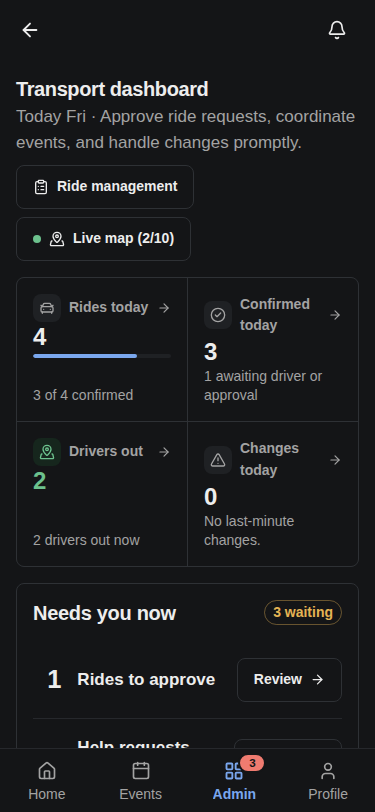 Transport dashboard
Today Fri · Approve ride requests, coordinate
events, and handle changes promptly.
Ride management
Live map (2/10)
Rides today
4
3 of 4 confirmed
Confirmed
today
3
1 awaiting driver or
approval
Drivers out
2
2 drivers out now
Changes
today
0
No last-minute
changes.
Needs you now
3 waiting
1 Rides to approve
Review
Help requests
3
Home
Events
Admin
Profile